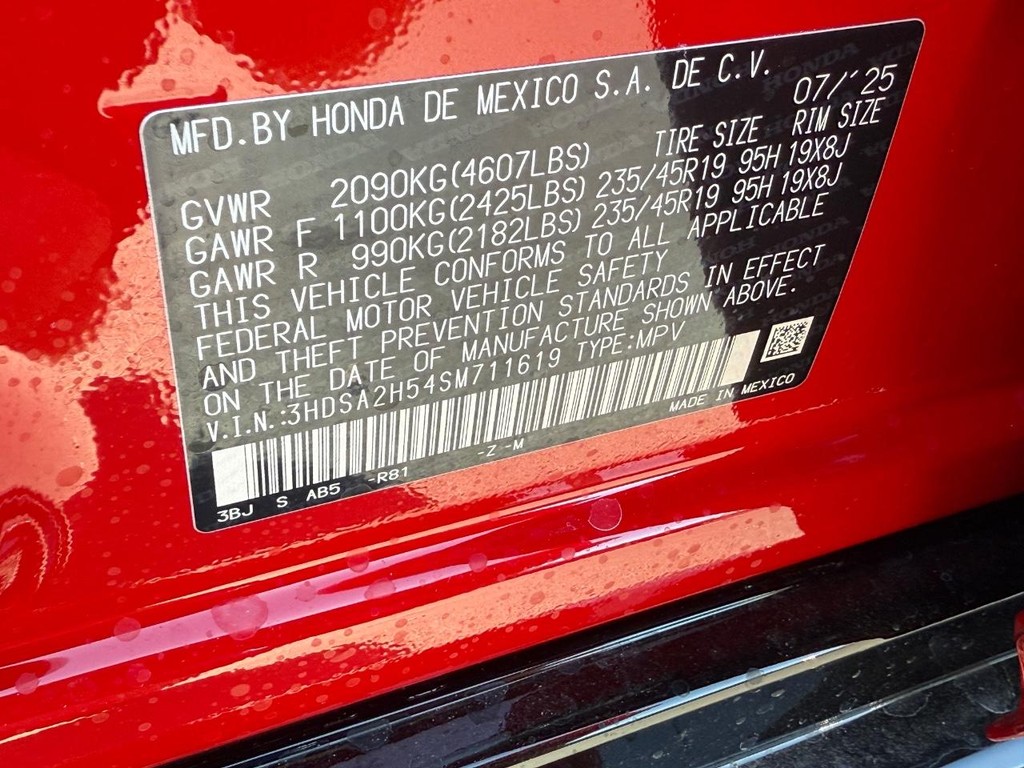 MFD.BY HONDA DE MEXICO S.A. DE C.V.
07/'25
TIRE SIZE RIM SIZE
GVWR 2090KG(4607LBS)
GAWR F 1100KG(2425LBS) 235/45R19 95H 19X8J
GAWR R 990KG(2182LBS) 235/45R19 95H 19X8J
THIS VEHICLE CONFORMS TO ALL APPLICABLE
FEDERAL MOTOR VEHICLE SAFETY
AND THEFT PREVENTION STANDARDS IN EFFECT
ON THE DATE OF MANUFACTURE SHOWN ABOVE.
V.I.N.:3HDSA2H54SM711619 TYPE:MPV
MADE IN MEXICO
3BJ S AB5 -R81 -Z -M